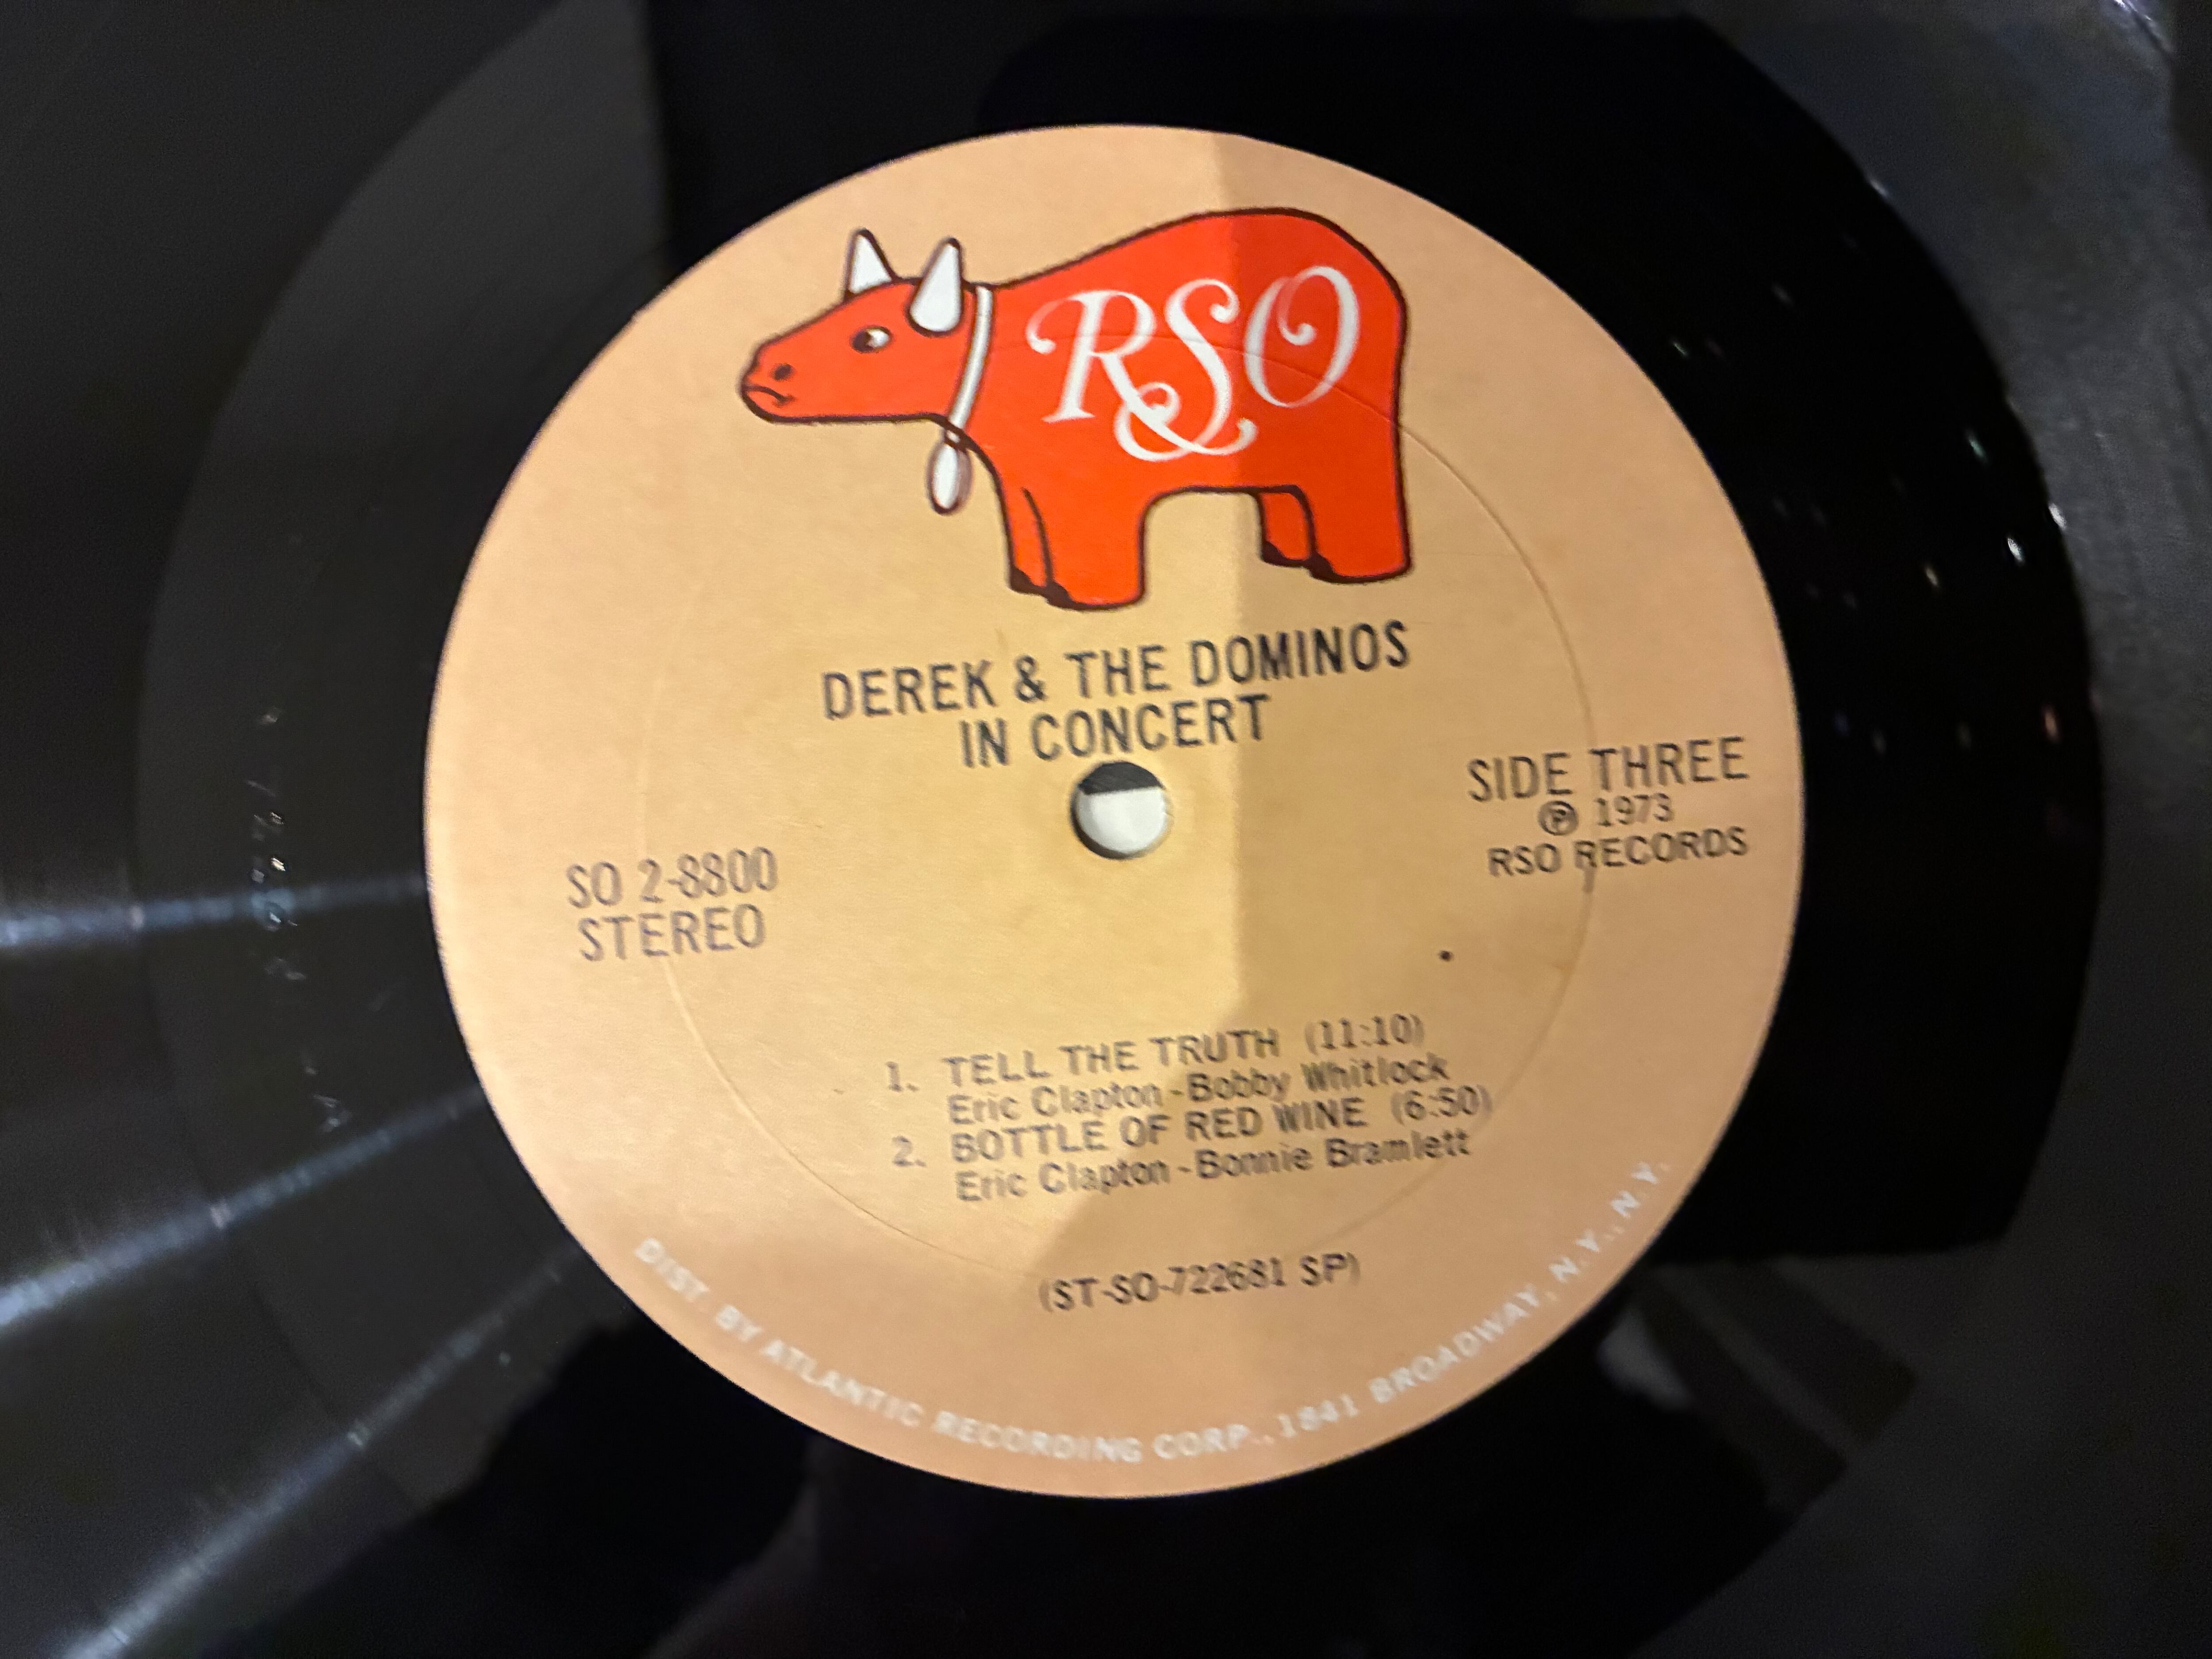 RSO
DEREK & THE DOMINOS
IN CONCERT
SIDE THREE
Ⓟ 1973
RSO RECORDS
SO 2-8800
STEREO
1. TELL THE TRUTH (11:10)
Eric Clapton-Bobby Whitlock
2. BOTTLE OF RED WINE (6:50)
Eric Clapton-Bonnie Bramlett
(ST-SO-722681 SP)
DIST. BY ATLANTIC RECORDING CORP., 1841 BROADWAY, N.Y., N.Y.